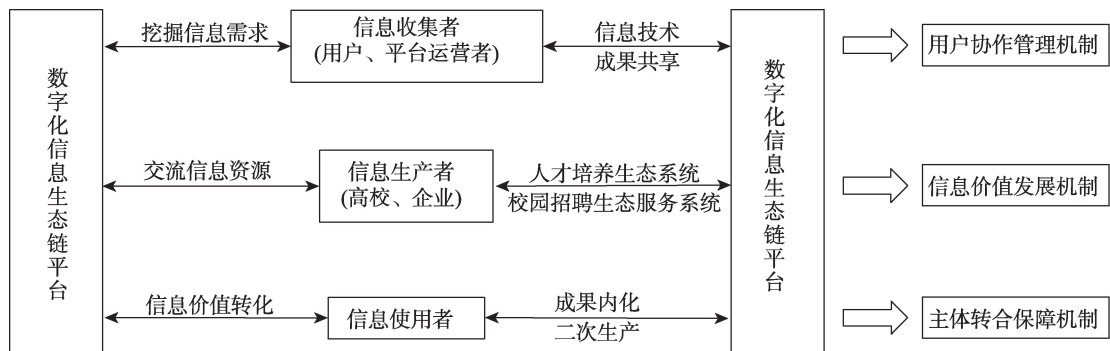 数字化信息生态链平台
挖掘信息需求
信息收集者
(用户、平台运营者)
信息技术
成果共享
交流信息资源
信息生产者
(高校、企业)
人才培养生态系统
校园招聘生态服务系统
信息价值转化
信息使用者
成果内化
二次生产
数字化信息生态链平台
用户协作管理机制
信息价值发展机制
主体转合保障机制